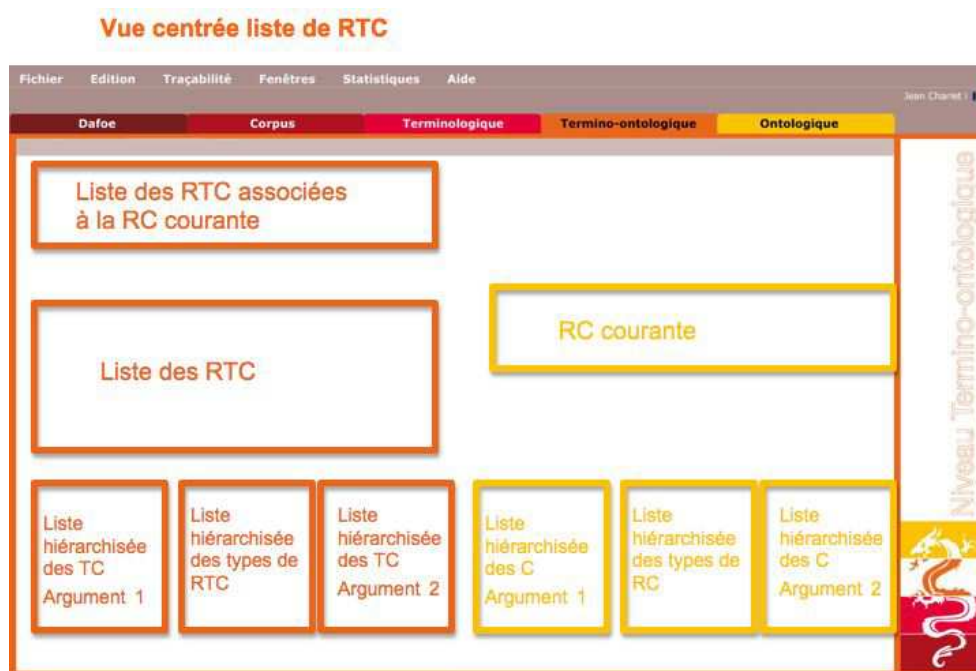 Vue centrée liste de RTC
Fichier Edition Traçabilité Fenêtres Statistiques Aide
Jean Charret |
Dafoe Corpus Terminologique Termino-ontologique Ontologique
Liste des RTC associées
à la RC courante
RC courante
Liste des RTC
Liste
hiérarchisée
des TC
Argument 1
Liste
hiérarchisée
des types de
RTC
Liste
hiérarchisée
des TC
Argument 2
Liste
hiérarchisée
des C
Argument 1
Liste
hiérarchisée
des types de
RC
Liste
hiérarchisée
des C
Argument 2
Niveau Termino-ontologique